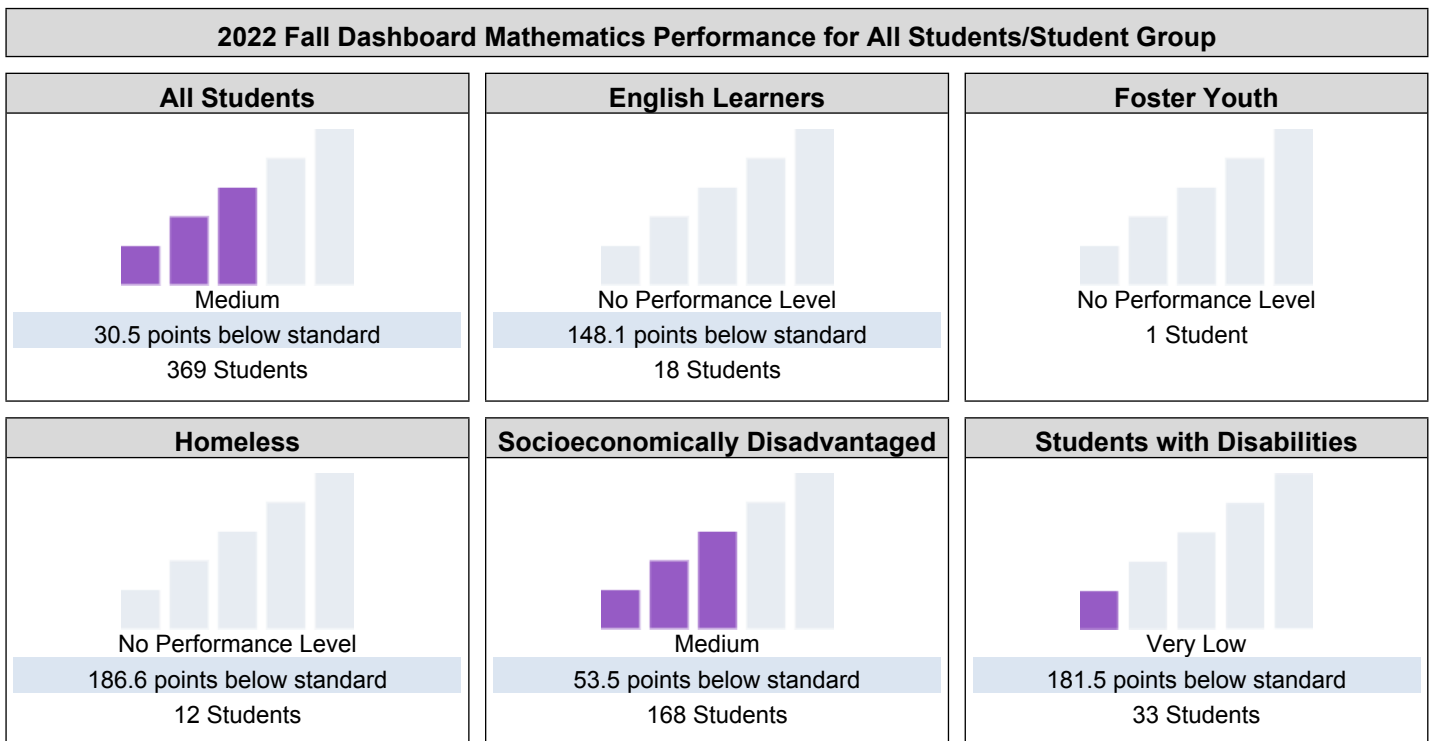 2022 Fall Dashboard Mathematics Performance for All Students/Student Group
All Students
Medium
30.5 points below standard
369 Students
English Learners
No Performance Level
148.1 points below standard
18 Students
Foster Youth
No Performance Level
1 Student
Homeless
No Performance Level
186.6 points below standard
12 Students
Socioeconomically Disadvantaged
Medium
53.5 points below standard
168 Students
Students with Disabilities
Very Low
181.5 points below standard
33 Students